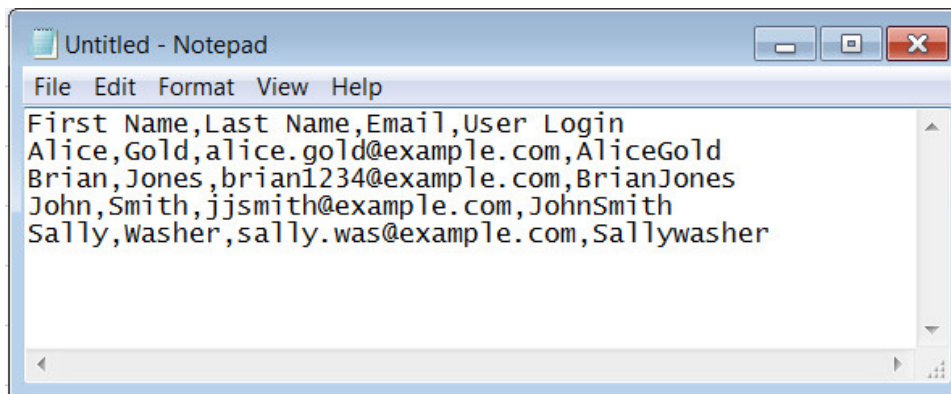 Untitled - Notepad
File Edit Format View Help
First Name,Last Name,Email,User Login
Alice,Gold,alice.gold@example.com,AliceGold
Brian,Jones,brian1234@example.com,BrianJones
John,Smith,jjsmith@example.com,JohnSmith
Sally,Washer,sally.was@example.com,Sallywasher